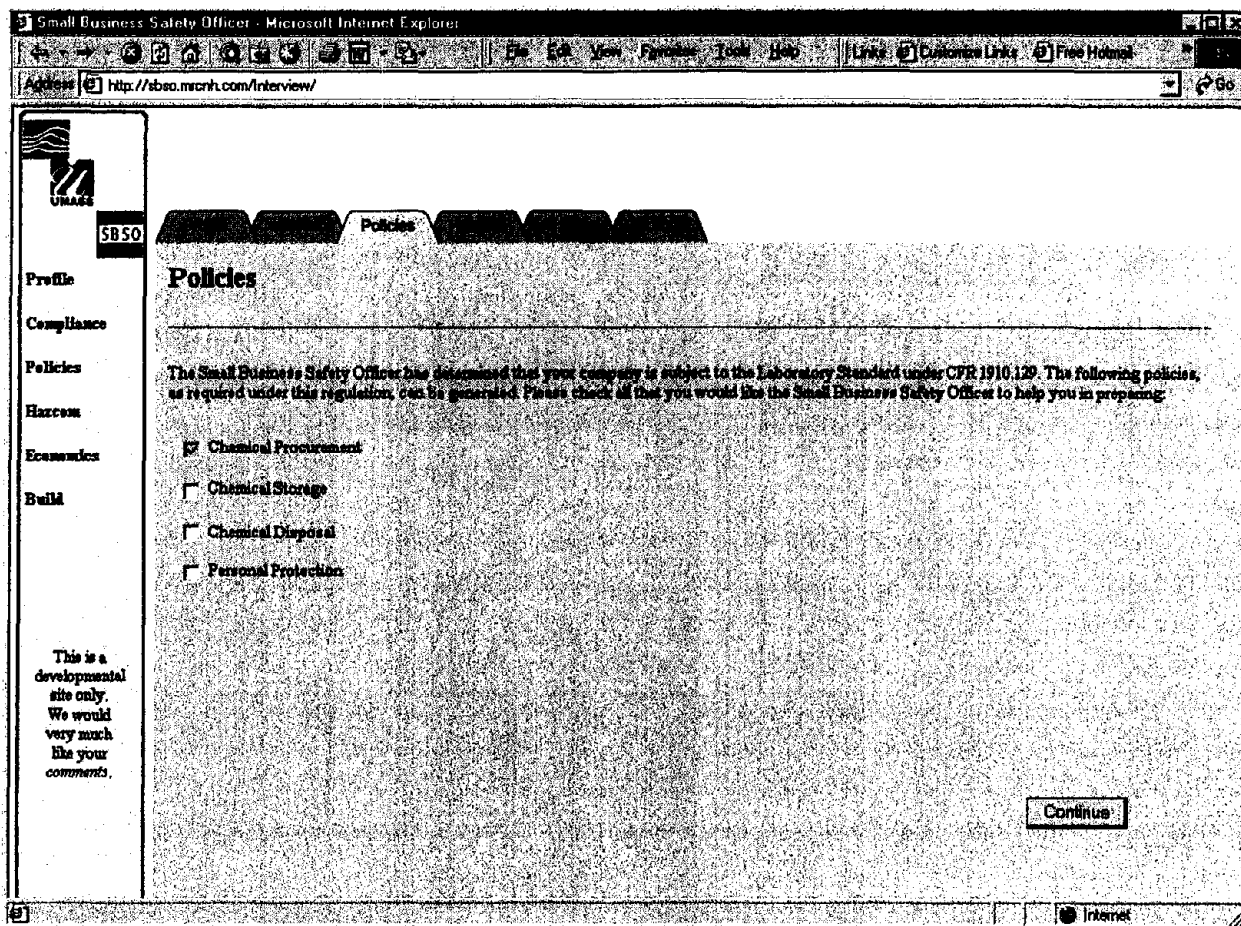 Small Business Safety Officer - Microsoft Internet Explorer
File Edit View Favorites Tools Help Links Customize Links Free Hotmail
Address http://sbso.mrcnh.com/Interview/ Go
UMASS
SBSO
Policies
Profile
Compliance
Policies
Hazcom
Economics
Build
This is a
developmental
site only.
We would
very much
like your
comments.
Policies
The Small Business Safety Officer has determined that your company is subject to the Laboratory Standard under CFR 1910.129. The following policies,
as required under this regulation, can be generated. Please check all that you would like the Small Business Safety Officer to help you in preparing:
Chemical Procurement
Chemical Storage
Chemical Disposal
Personal Protection
Continue
Internet